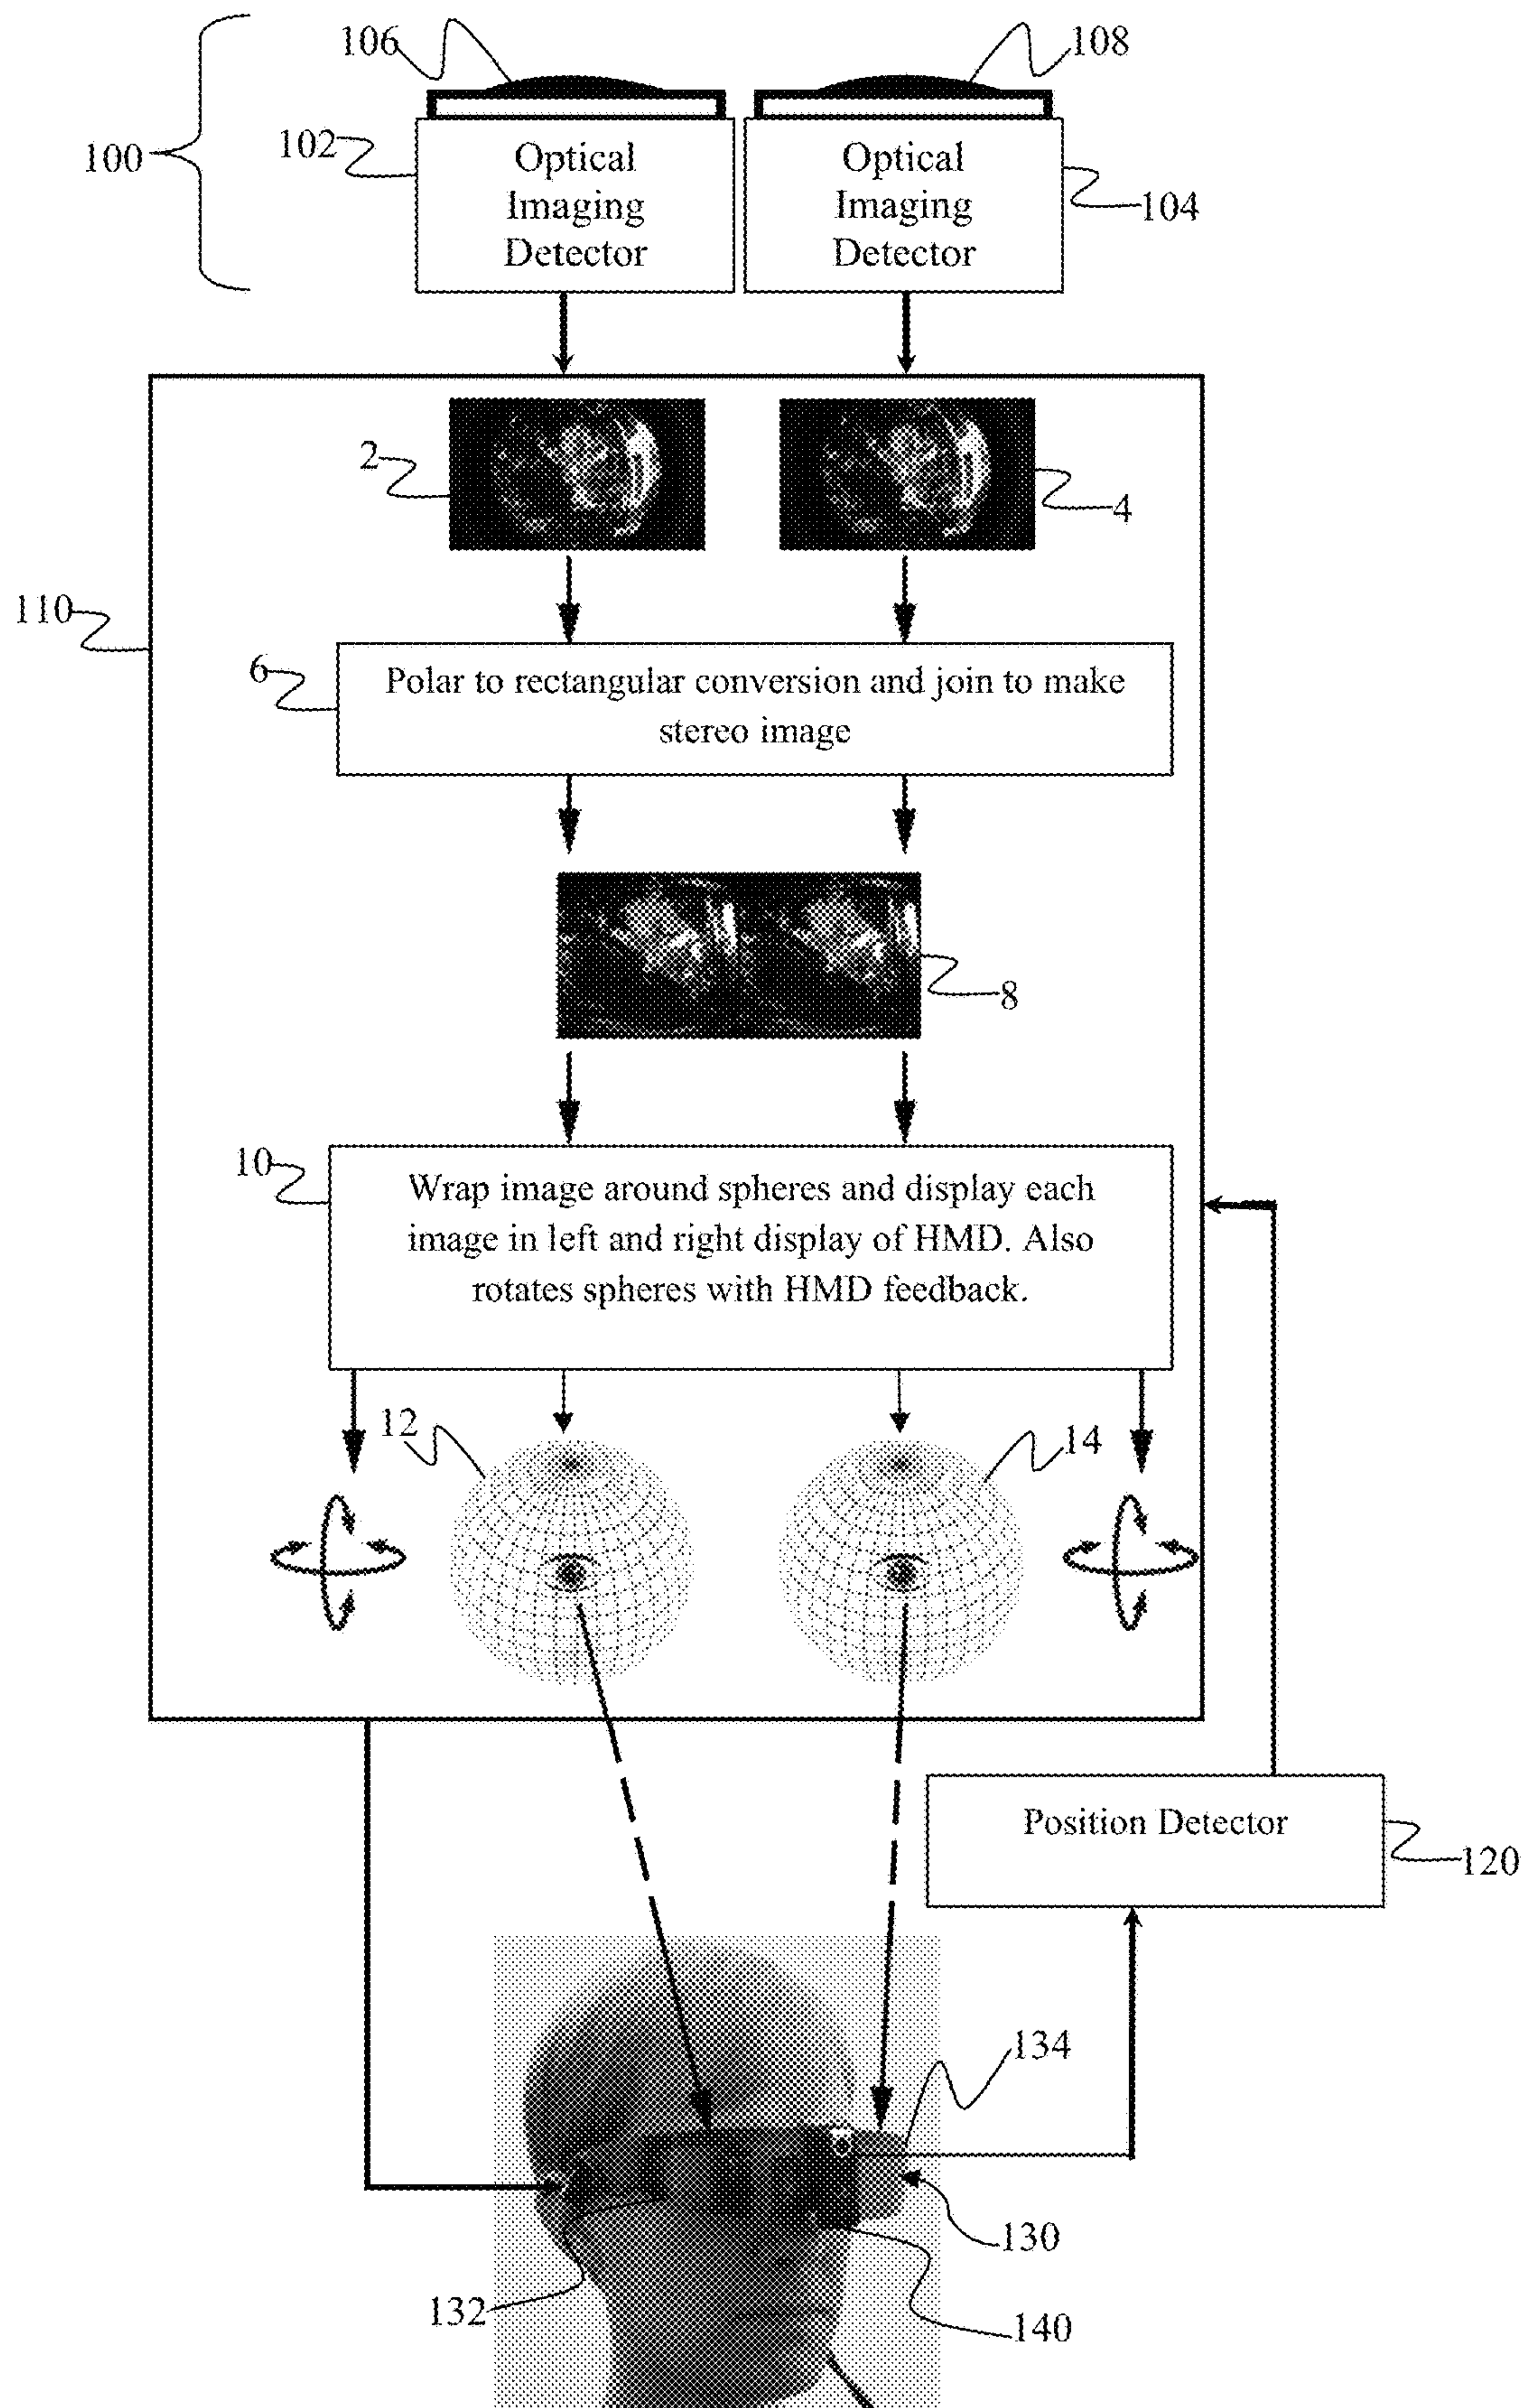 106
108
100
102
Optical
Imaging
Detector
Optical
Imaging
Detector
104
2
4
110
6
Polar to rectangular conversion and join to make
stereo image
8
10
Wrap image around spheres and display each
image in left and right display of HMD. Also
rotates spheres with HMD feedback.
12
14
Position Detector
120
134
130
132
140